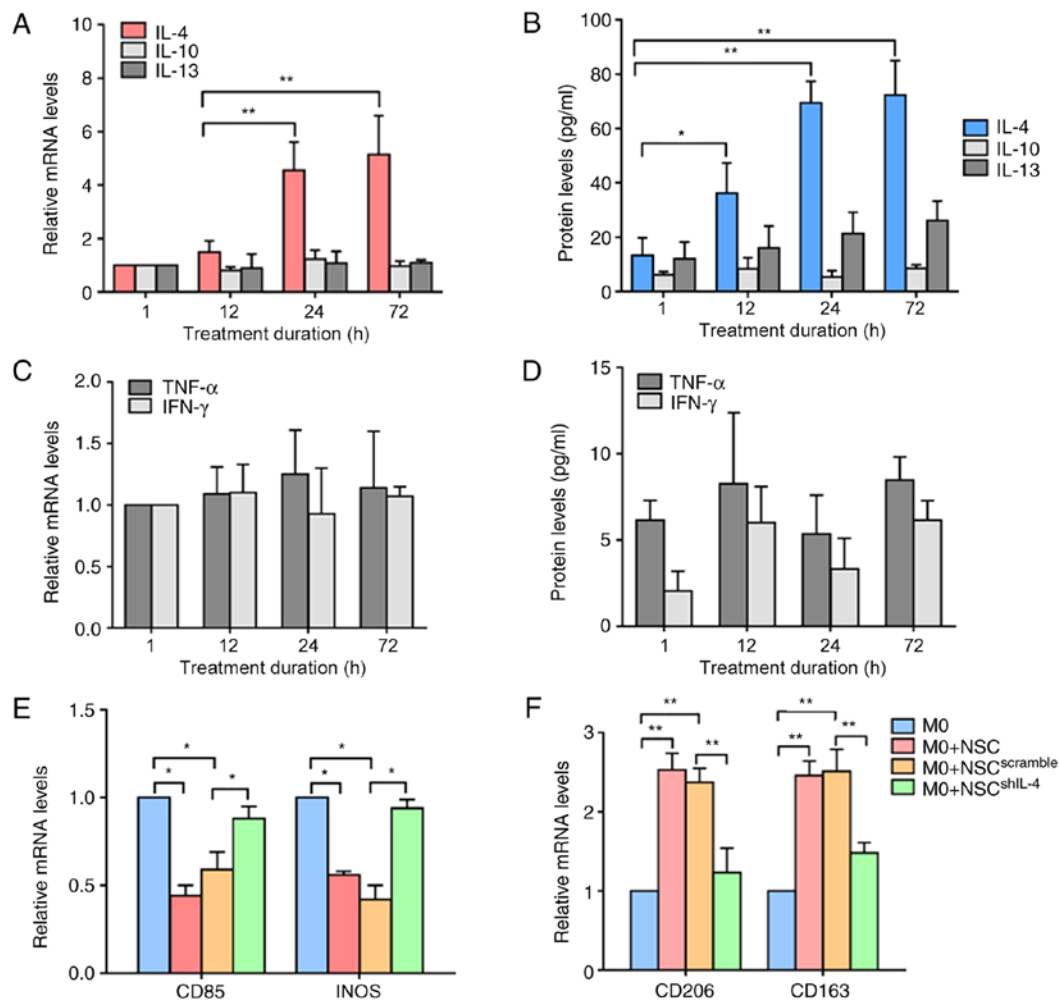 A
Relative mRNA levels
10
8
6
4
2
0
IL-4
IL-10
IL-13
**
**
1 12 24 72
Treatment duration (h)
B
Protein levels (pg/ml)
100
80
60
40
20
0
**
**
*
IL-4
IL-10
IL-13
1 12 24 72
Treatment duration (h)
C
Relative mRNA levels
2.0
1.5
1.0
0.5
0.0
TNF-α
IFN-γ
1 12 24 72
Treatment duration (h)
D
Protein levels (pg/ml)
15
10
5
0
TNF-α
IFN-γ
1 12 24 72
Treatment duration (h)
E
Relative mRNA levels
1.5
1.0
0.5
0.0
* *
* * * *
CD85 INOS
F
Relative mRNA levels
3
2
1
0
** **
** ** ** **
M0
M0+NSC
M0+NSCscramble
M0+NSCshIL-4
CD206 CD163